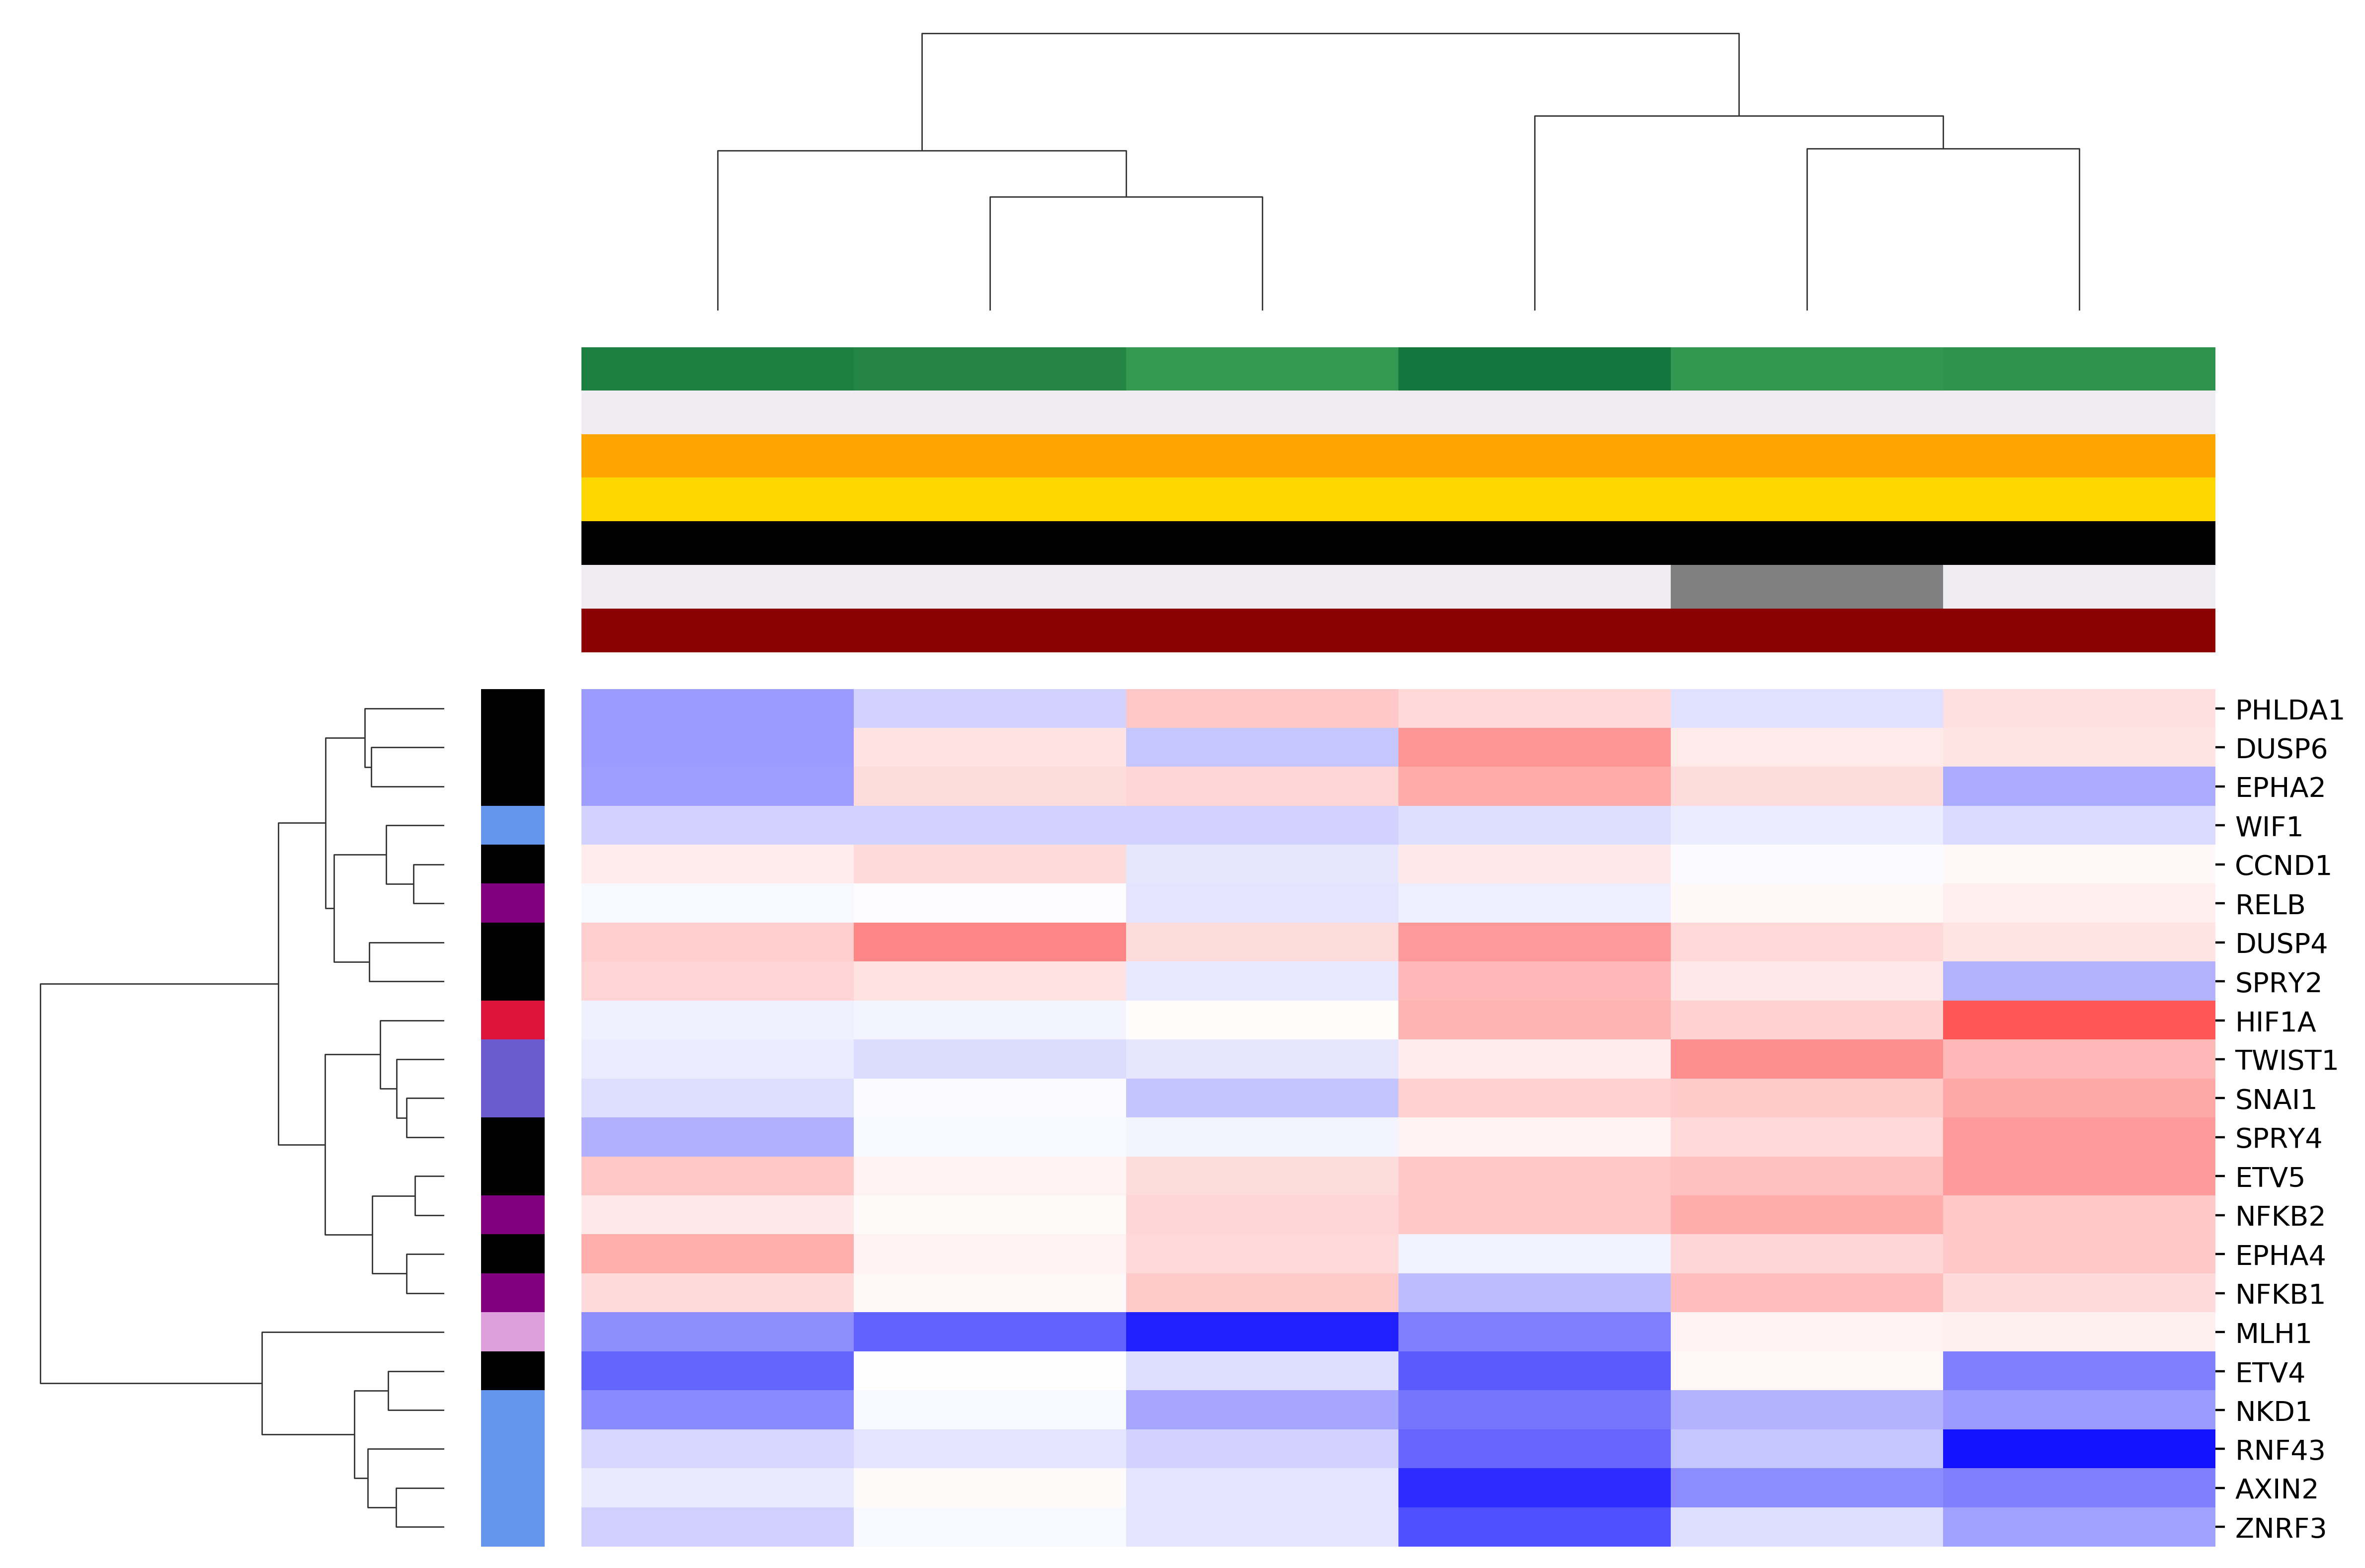 PHLDA1
DUSP6
EPHA2
WIF1
CCND1
RELB
DUSP4
SPRY2
HIF1A
TWIST1
SNAI1
SPRY4
ETV5
NFKB2
EPHA4
NFKB1
MLH1
ETV4
NKD1
RNF43
AXIN2
ZNRF3